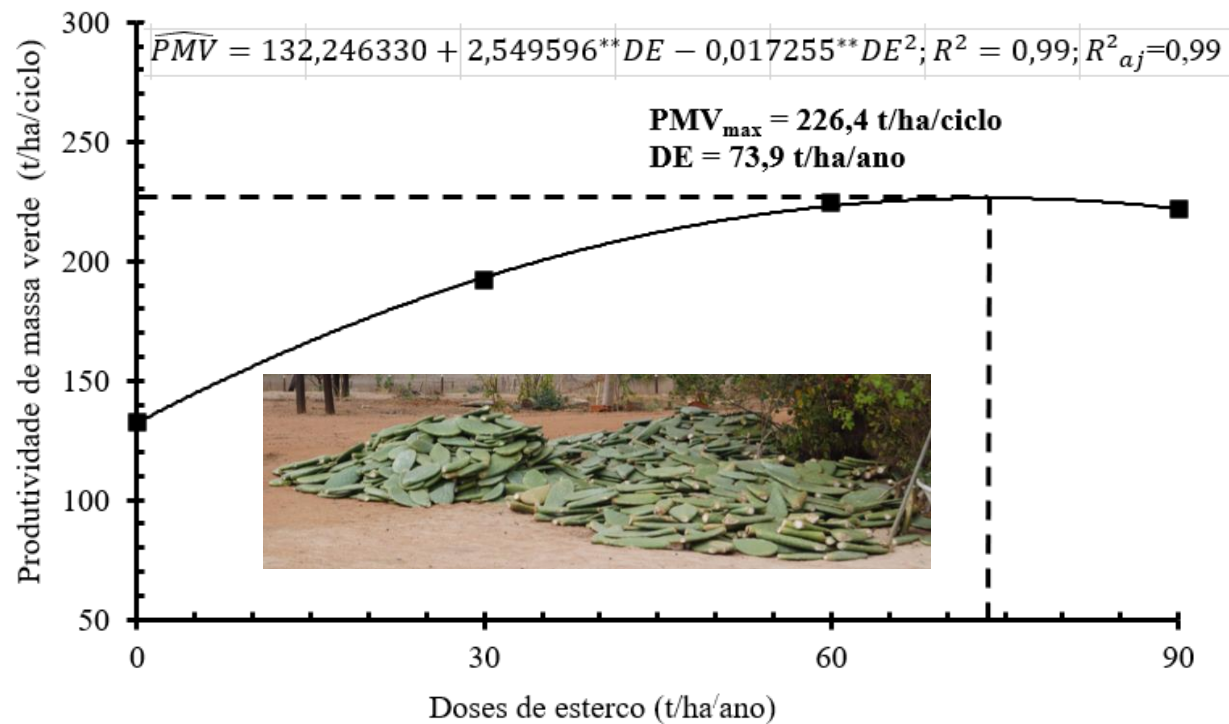 300
250
200
150
100
50
Produtividade de massa verde (t/ha/ciclo)
PMV = 132,246330 + 2,549596**DE − 0,017255**DE²; R² = 0,99; R²aj=0,99
PMVmax = 226,4 t/ha/ciclo
DE = 73,9 t/ha/ano
0 30 60 90
Doses de esterco (t/ha/ano)